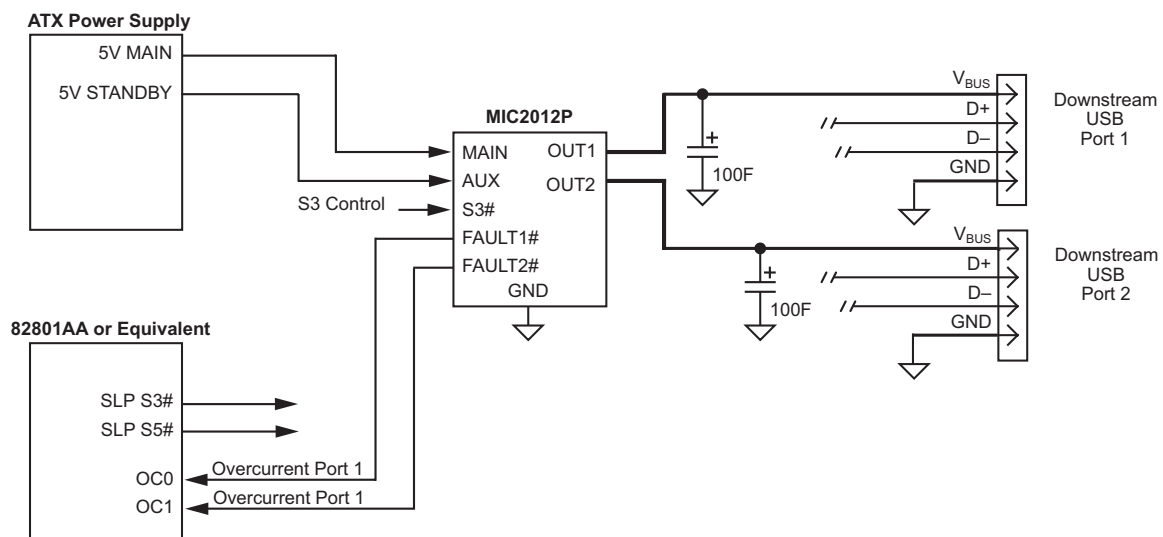 ATX Power Supply
5V MAIN
5V STANDBY
MIC2012P
MAIN
AUX
S3#
FAULT1#
FAULT2#
GND
OUT1
OUT2
S3 Control
+
100F
+
100F
VBUS
D+
D–
GND
Downstream
USB
Port 1
VBUS
D+
D–
GND
Downstream
USB
Port 2
82801AA or Equivalent
SLP S3#
SLP S5#
OC0
OC1
Overcurrent Port 1
Overcurrent Port 1